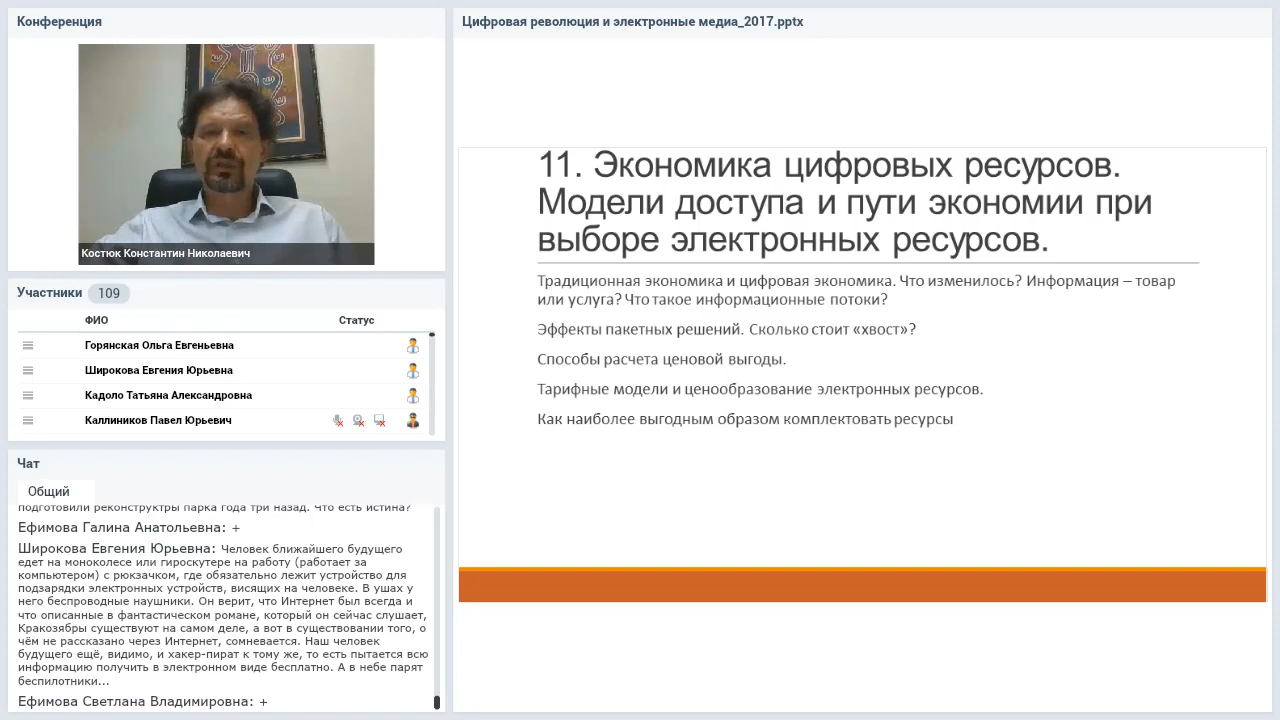 Конференция
Костюк Константин Николаевич
Участники 109
ФИО Статус
Горянская Ольга Евгеньевна
Широкова Евгения Юрьевна
Кадоло Татьяна Александровна
Каллиников Павел Юрьевич
Чат
Общий
подготовили реконструктры парка года три назад. Что есть истина?
Ефимова Галина Анатольевна: +
Широкова Евгения Юрьевна: Человек ближайшего будущего
едет на моноколесе или гироскутере на работу (работает за
компьютером) с рюкзачком, где обязательно лежит устройство для
подзарядки электронных устройств, висящих на человеке. В ушах у
него беспроводные наушники. Он верит, что Интернет был всегда и
что описанные в фантастическом романе, который он сейчас слушает,
Кракозябры существуют на самом деле, а вот в существовании того, о
чём не рассказано через Интернет, сомневается. Наш человек
будущего ещё, видимо, и хакер-пират к тому же, то есть пытается всю
информацию получить в электронном виде бесплатно. А в небе парят
беспилотники...
Ефимова Светлана Владимировна: +
Цифровая революция и электронные медиа_2017.pptx
11. Экономика цифровых ресурсов.
Модели доступа и пути экономии при
выборе электронных ресурсов.
Традиционная экономика и цифровая экономика. Что изменилось? Информация – товар
или услуга? Что такое информационные потоки?
Эффекты пакетных решений. Сколько стоит «хвост»?
Способы расчета ценовой выгоды.
Тарифные модели и ценообразование электронных ресурсов.
Как наиболее выгодным образом комплектовать ресурсы